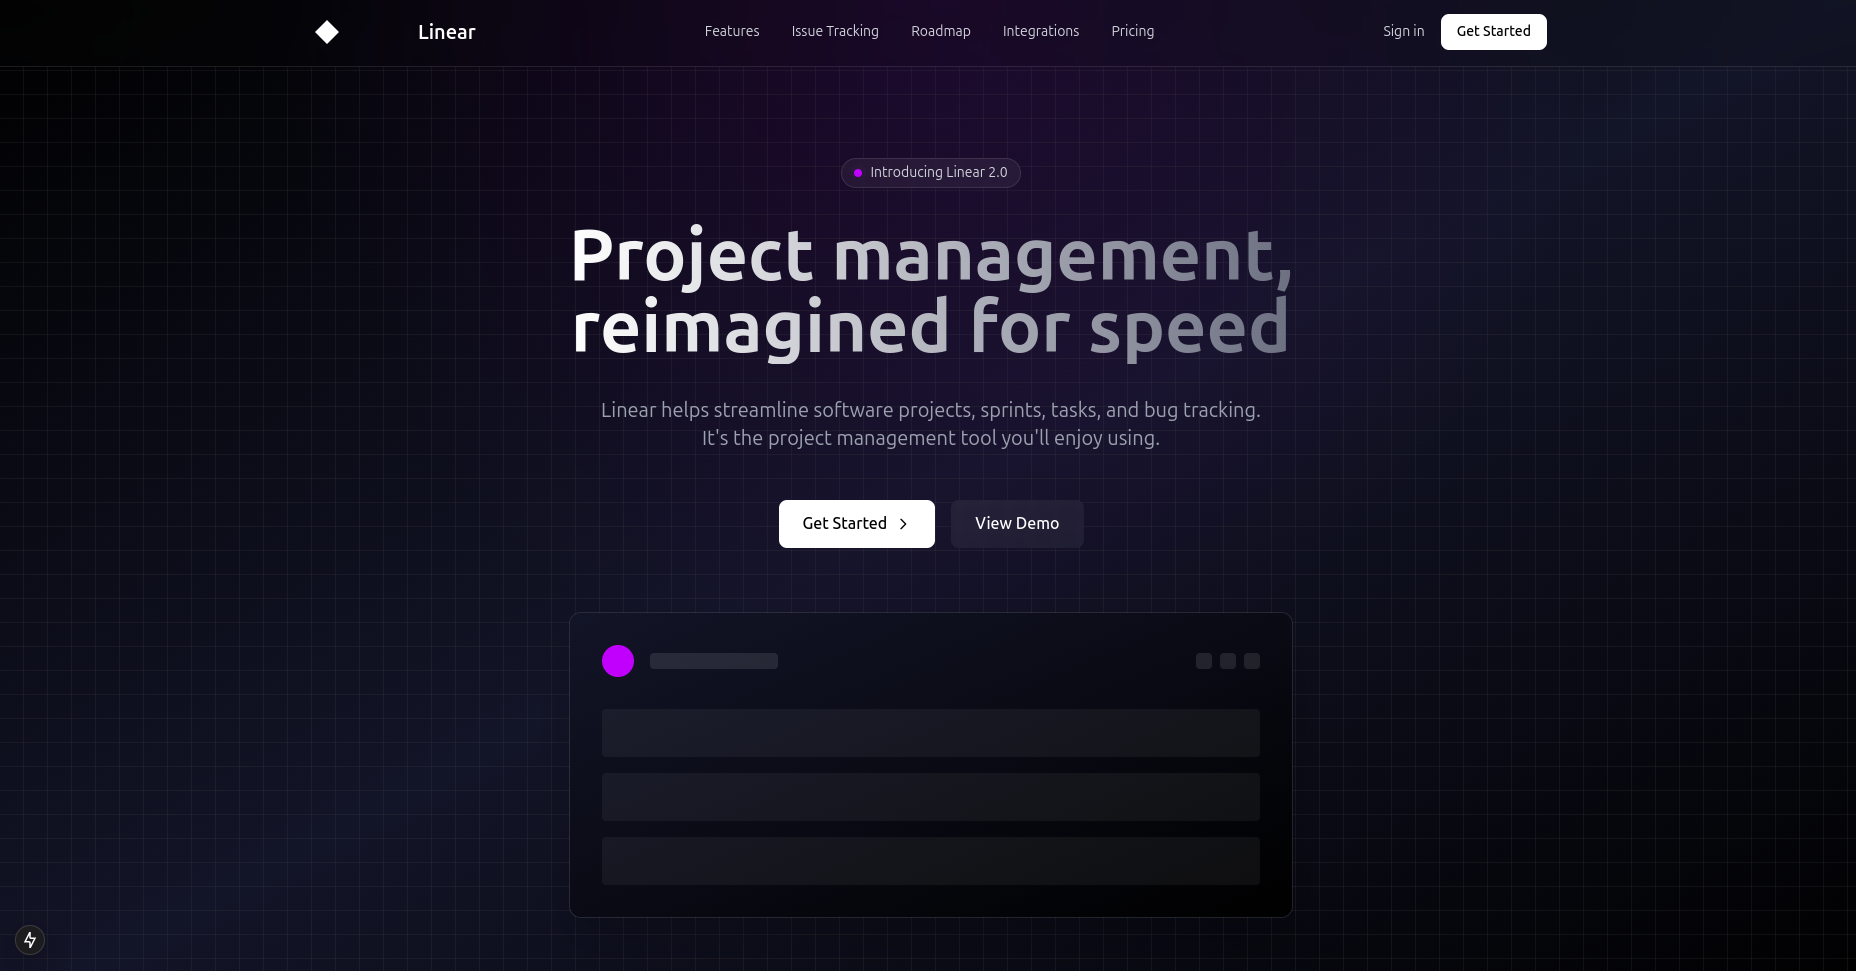 Linear
Features
Issue Tracking
Roadmap
Integrations
Pricing
Sign in
Get Started
Introducing Linear 2.0
Project management,
reimagined for speed
Linear helps streamline software projects, sprints, tasks, and bug tracking.
It's the project management tool you'll enjoy using.
Get Started
View Demo